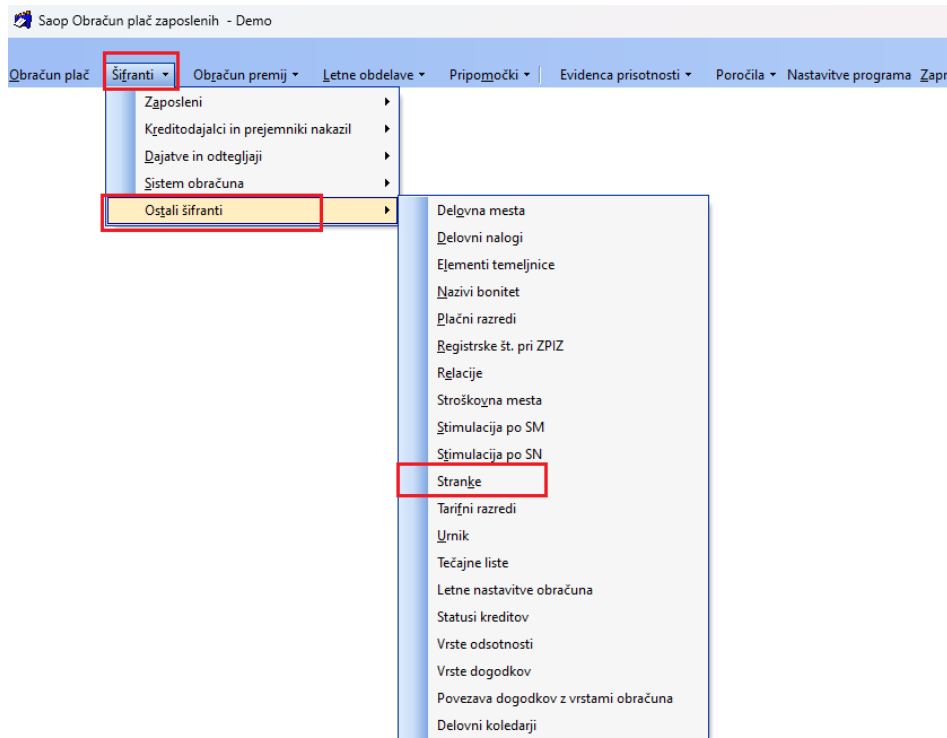 Saop Obračun plač zaposlenih - Demo
Obračun plač Šifranti Obračun premij Letne obdelave Pripomočki Evidenca prisotnosti Poročila Nastavitve programa Zapr
Zaposleni
Kreditodajalci in prejemniki nakazil
Dajatve in odtegljaji
Sistem obračuna
Ostali šifranti
Delovna mesta
Delovni nalogi
Elementi temeljnice
Nazivi bonitet
Plačni razredi
Registrske št. pri ZPIZ
Relacije
Stroškovna mesta
Stimulacija po SM
Stimulacija po SN
Stranke
Tarifni razredi
Urnik
Tečajne liste
Letne nastavitve obračuna
Statusi kreditov
Vrste odsotnosti
Vrste dogodkov
Povezava dogodkov z vrstami obračuna
Delovni koledarji